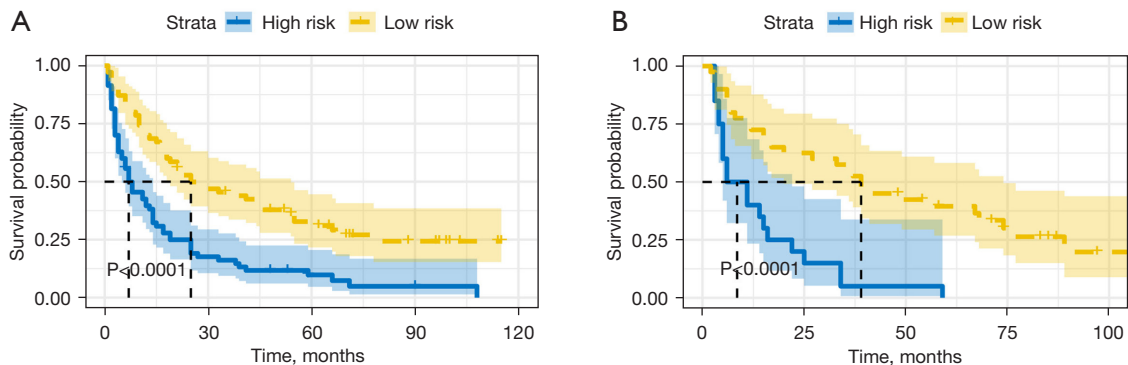 A
Strata High risk Low risk
1.00
0.75
0.50
0.25
0.00
Survival probability
P<0.0001
0 30 60 90 120
Time, months
B
Strata High risk Low risk
1.00
0.75
0.50
0.25
0.00
Survival probability
P<0.0001
0 25 50 75 100
Time, months